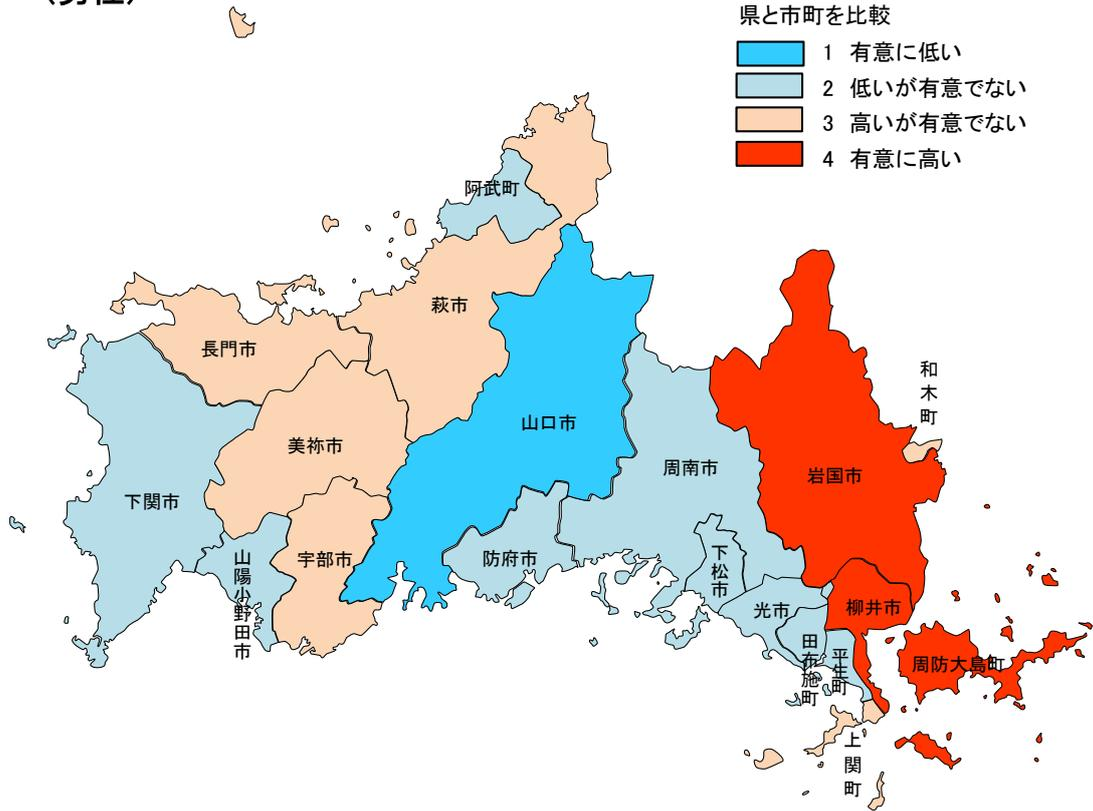 県と市町を比較
1 有意に低い
2 低いが有意でない
3 高いが有意でない
4 有意に高い
阿武町
萩市
長門市
和木町
山口市
美祢市
周南市
岩国市
下関市
宇部市
防府市
下松市
山陽小野田市
光市
柳井市
田布施町
平生町
周防大島町
上関町